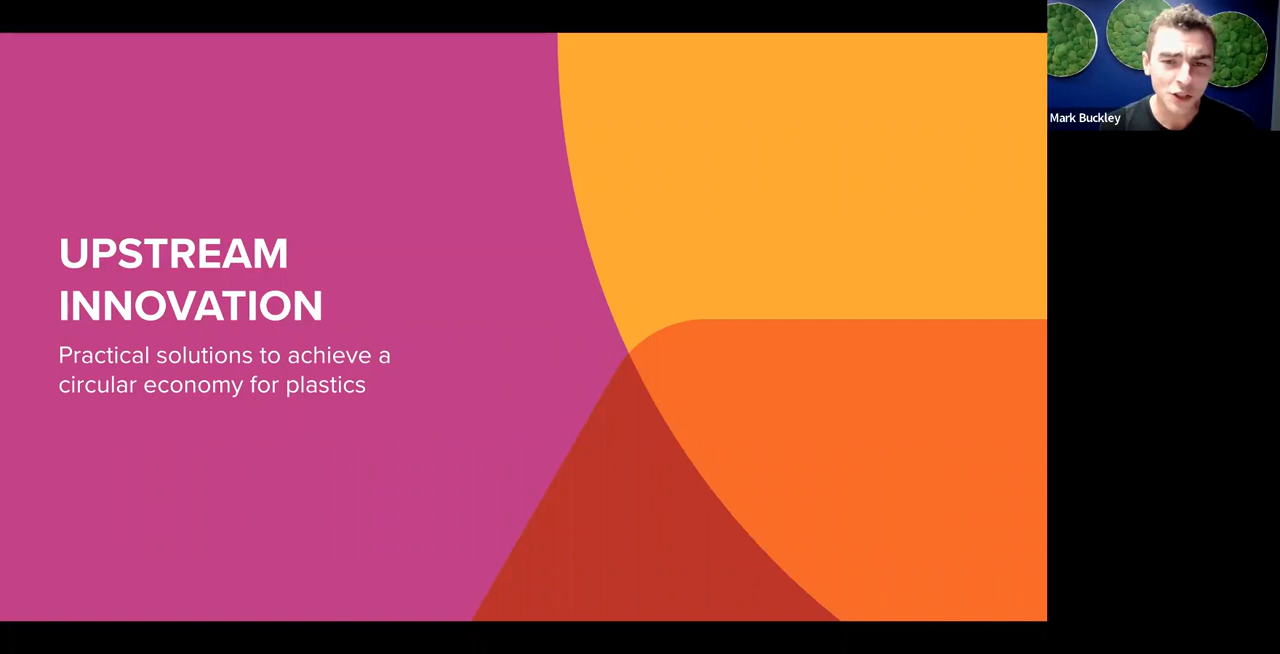 UPSTREAM
INNOVATION
Practical solutions to achieve a
circular economy for plastics
Mark Buckley